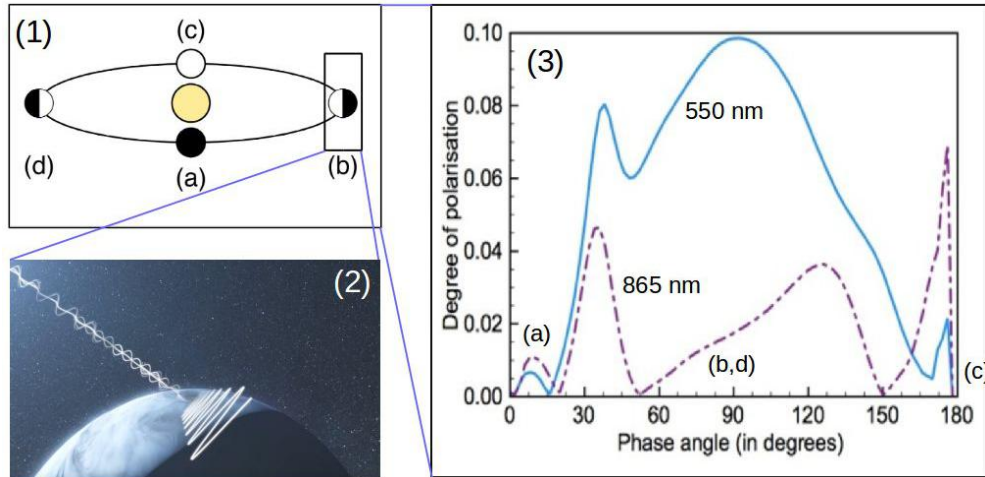 (1)
(c)
(d)
(a)
(b)
(2)
(3)
Degree of polarisation
0.10
0.08
0.06
0.04
0.02
0.00
550 nm
865 nm
(a)
(b,d)
(c)
0 30 60 90 120 150 180
Phase angle (in degrees)